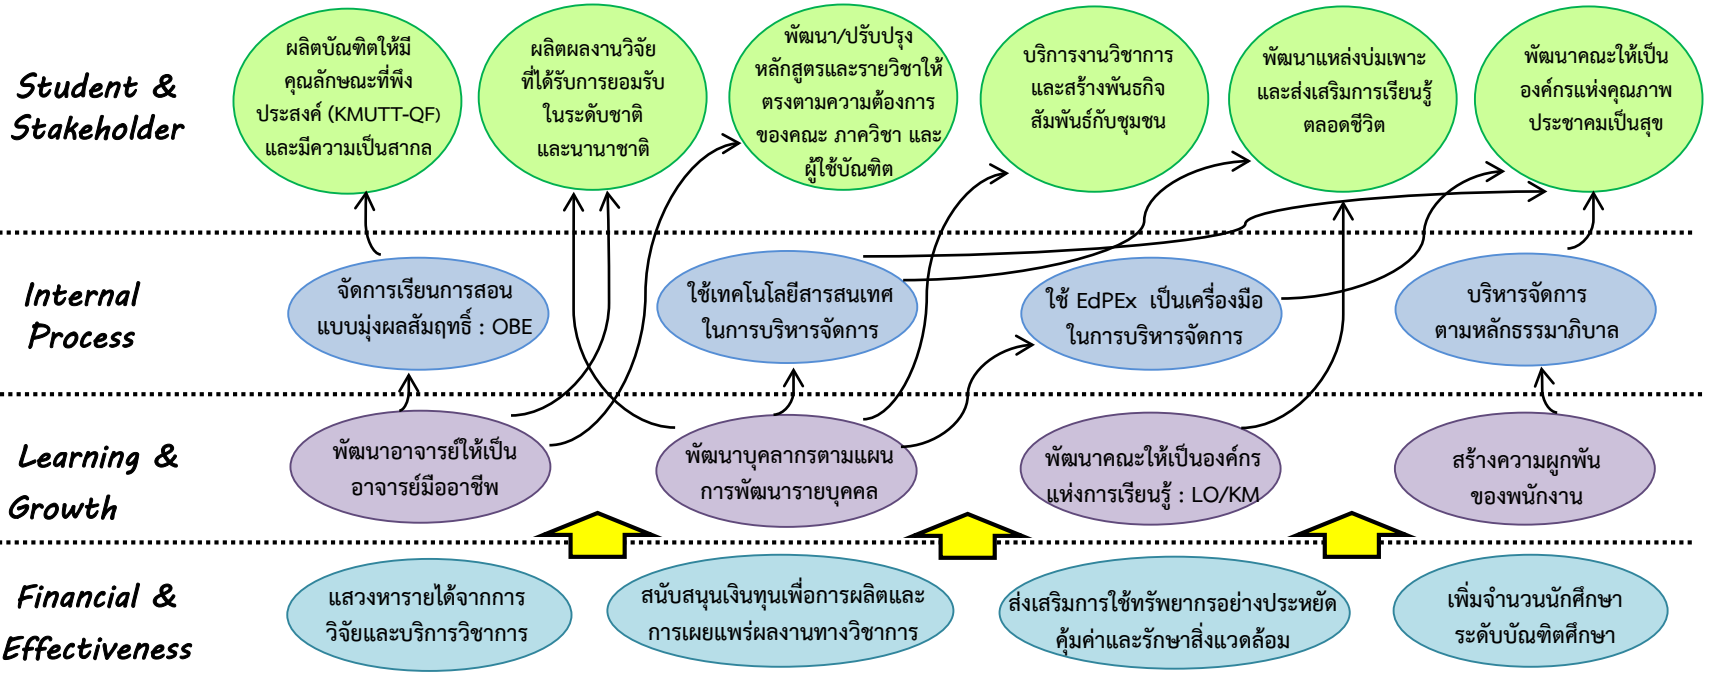 Student &
Stakeholder
ผลิตบัณฑิตให้มี
คุณลักษณะที่พึง
ประสงค์ (KMUTT-QF)
และมีความเป็นสากล
ผลิตผลงานวิจัย
ที่ได้รับการยอมรับ
ในระดับชาติ
และนานาชาติ
พัฒนา/ปรับปรุง
หลักสูตรและรายวิชาให้
ตรงตามความต้องการ
ของคณะ ภาควิชา และ
ผู้ใช้บัณฑิต
บริการงานวิชาการ
และสร้างพันธกิจ
สัมพันธ์กับชุมชน
พัฒนาแหล่งบ่มเพาะ
และส่งเสริมการเรียนรู้
ตลอดชีวิต
พัฒนาคณะให้เป็น
องค์กรแห่งคุณภาพ
ประชาคมเป็นสุข
Internal
Process
จัดการเรียนการสอน
แบบมุ่งผลสัมฤทธิ์ : OBE
ใช้เทคโนโลยีสารสนเทศ
ในการบริหารจัดการ
ใช้ EdPEx เป็นเครื่องมือ
ในการบริหารจัดการ
บริหารจัดการ
ตามหลักธรรมาภิบาล
Learning &
Growth
พัฒนาอาจารย์ให้เป็น
อาจารย์มืออาชีพ
พัฒนาบุคลากรตามแผน
การพัฒนารายบุคคล
พัฒนาคณะให้เป็นองค์กร
แห่งการเรียนรู้ : LO/KM
สร้างความผูกพัน
ของพนักงาน
Financial &
Effectiveness
แสวงหารายได้จากการ
วิจัยและบริการวิชาการ
สนับสนุนเงินทุนเพื่อการผลิตและ
การเผยแพร่ผลงานทางวิชาการ
ส่งเสริมการใช้ทรัพยากรอย่างประหยัด
คุ้มค่าและรักษาสิ่งแวดล้อม
เพิ่มจำนวนนักศึกษา
ระดับบัณฑิตศึกษา